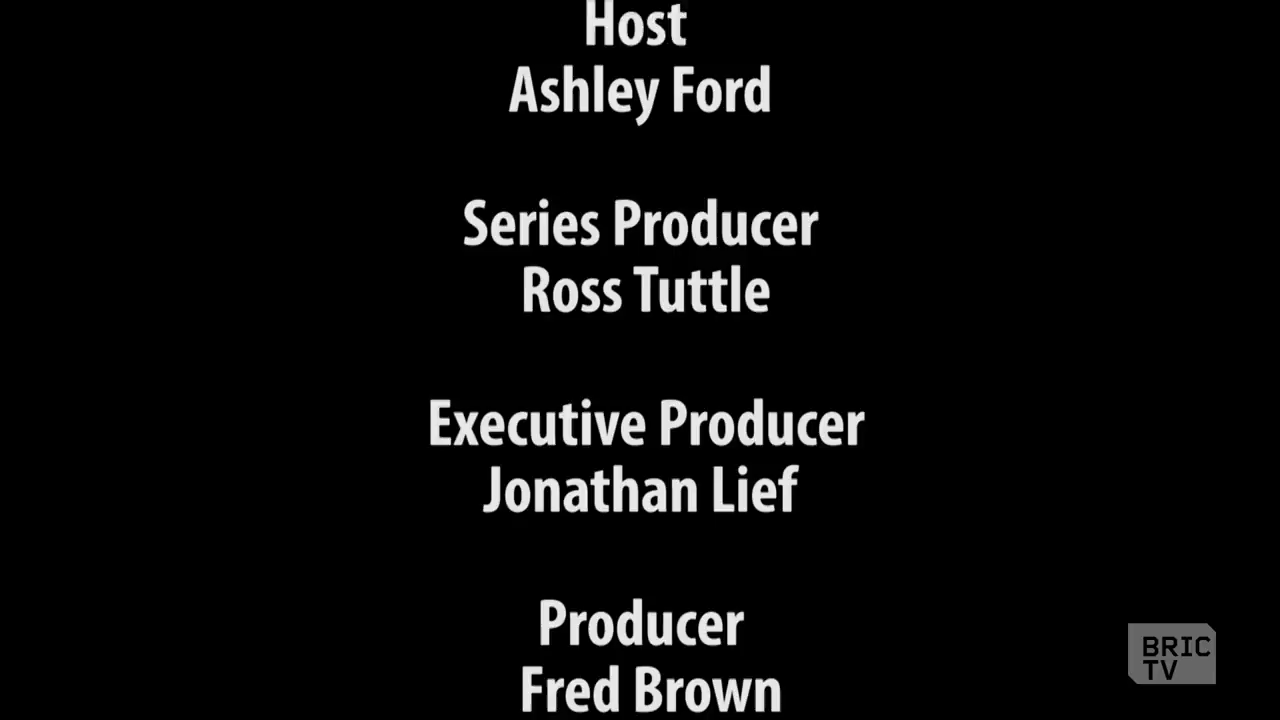 Host
Ashley Ford
Series Producer
Ross Tuttle
Executive Producer
Jonathan Lief
Producer
Fred Brown
BRIC
TV